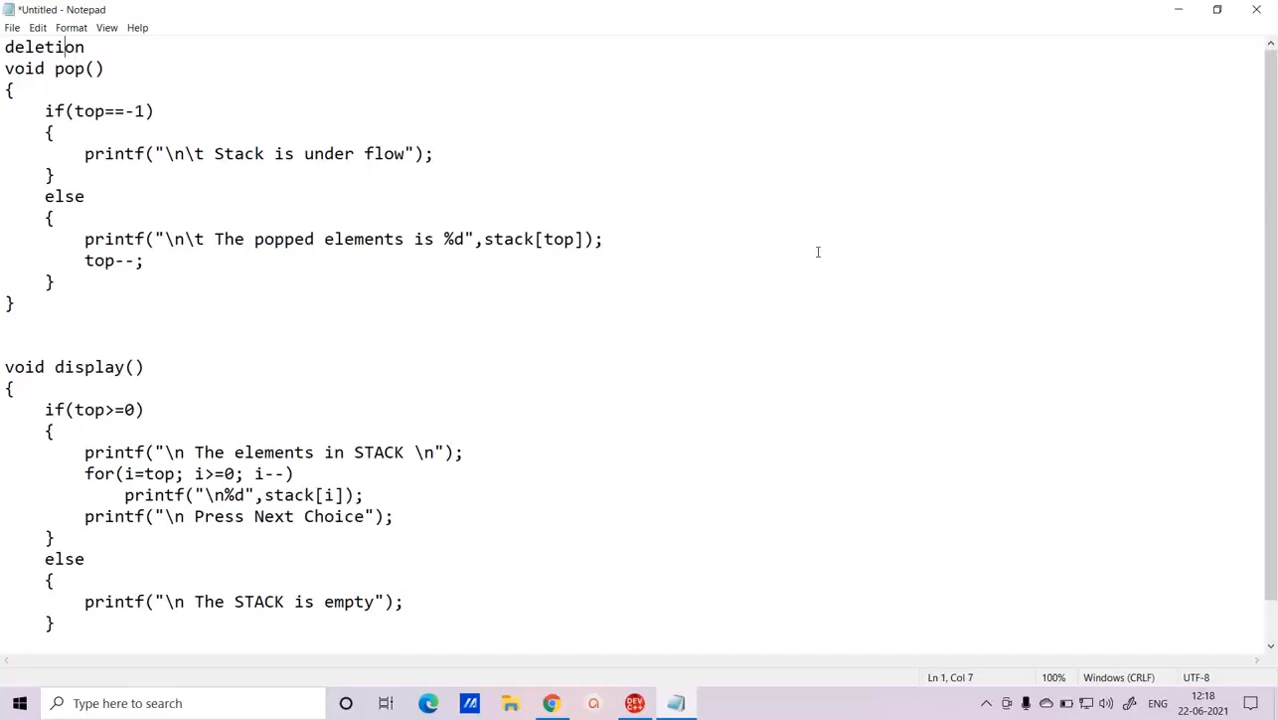 *Untitled - Notepad
File Edit Format View Help
deletion
void pop()
{
    if(top==-1)
    {
        printf("\n\t Stack is under flow");
    }
    else
    {
        printf("\n\t The popped elements is %d",stack[top]);
        top--;
    }
}
void display()
{
    if(top>=0)
    {
        printf("\n The elements in STACK \n");
        for(i=top; i>=0; i--)
            printf("\n%d",stack[i]);
        printf("\n Press Next Choice");
    }
    else
    {
        printf("\n The STACK is empty");
    }
Ln 1, Col 7 100% Windows (CRLF) UTF-8
Type here to search
DEV C++
ENG
12:18
22-06-2021